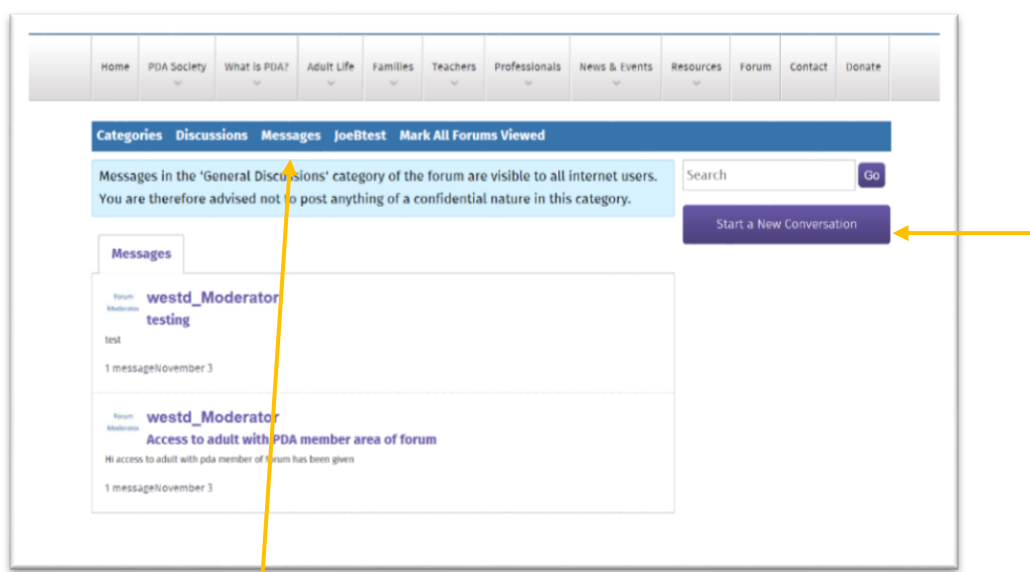 Home PDA Society What is PDA? Adult Life Families Teachers Professionals News & Events Resources Forum Contact Donate
Categories Discussions Messages JoeBtest Mark All Forums Viewed
Messages in the 'General Discussions' category of the forum are visible to all internet users.
You are therefore advised not to post anything of a confidential nature in this category.
Search Go
Start a New Conversation
Messages
Forum
Moderator
westd_Moderator
testing
test
1 messageNovember 3
Forum
Moderator
westd_Moderator
Access to adult with PDA member area of forum
Hi access to adult with pda member of forum has been given
1 messageNovember 3